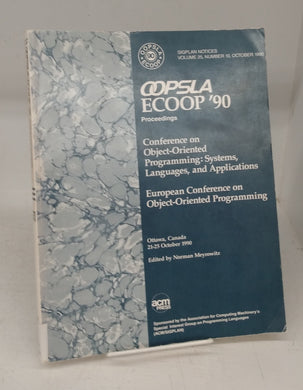 OOPSLA
ECOOP
SIGPLAN NOTICES
VOLUME 25, NUMBER 10, OCTOBER 1990
OOPSLA
ECOOP '90
Proceedings
Conference on
Object-Oriented
Programming: Systems,
Languages, and Applications
European Conference on
Object-Oriented Programming
Ottawa, Canada
21-25 October 1990
Edited by Norman Meyrowitz
acm
PRESS
Sponsored by the Association for Computing Machinery's
Special Interest Group on Programming Languages
(ACM/SIGPLAN)